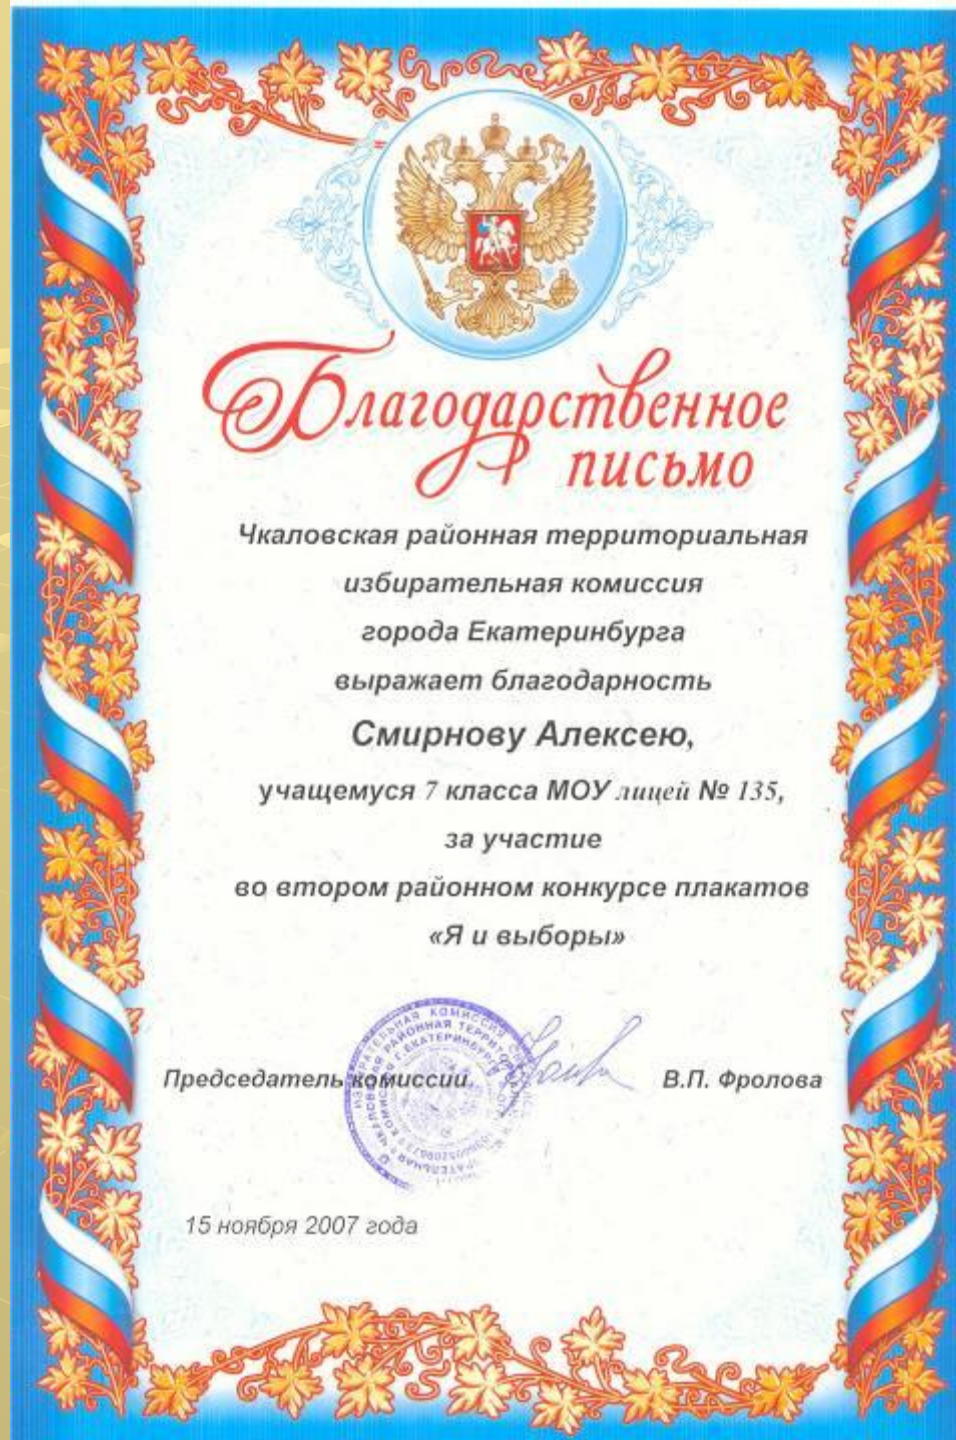 Благодарственное
письмо
Чкаловская районная территориальная
избирательная комиссия
города Екатеринбурга
выражает благодарность
Смирнову Алексею,
учащемуся 7 класса МОУ лицей № 135,
за участие
во втором районном конкурсе плакатов
«Я и выборы»
Председатель комиссии В.П. Фролова
15 ноября 2007 года